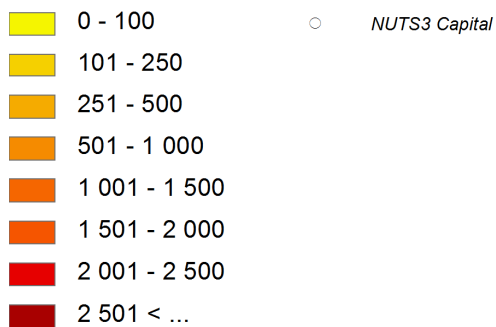 0 - 100
NUTS3 Capital
101 - 250
251 - 500
501 - 1 000
1 001 - 1 500
1 501 - 2 000
2 001 - 2 500
2 501 < ...